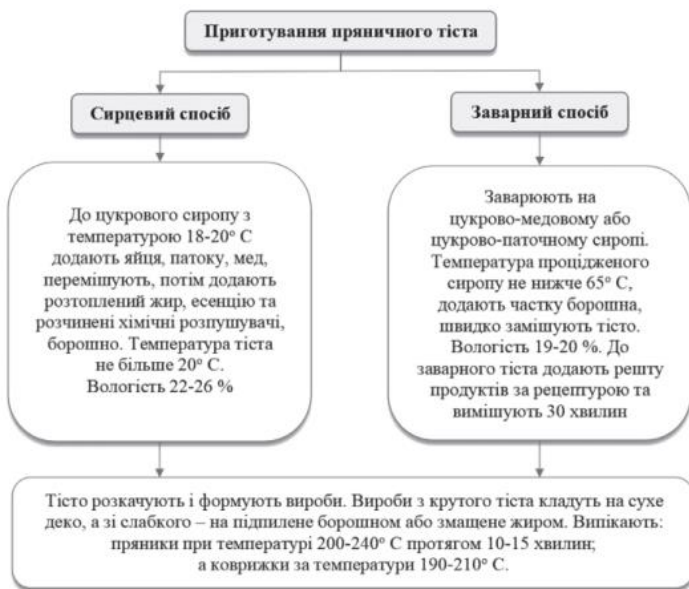 Приготування пряничного тіста
Сирцевий спосіб
Заварний спосіб
До цукрового сиропу з
температурою 18-20° С
додають яйця, патоку, мед,
перемішують, потім додають
розтоплений жир, есенцію та
розчинені хімічні розпушувачі,
борошно. Температура тіста
не більше 20° С.
Вологість 22-26 %
Заварюють на
цукрово-медовому або
цукрово-паточному сиропі.
Температура процідженого
сиропу не нижче 65° С,
додають частку борошна,
швидко замішують тісто.
Вологість 19-20 %. До
заварного тіста додають решту
продуктів за рецептурою та
вимішують 30 хвилин
Тісто розкачують і формують вироби. Вироби з крутого тіста кладуть на сухе
деко, а зі слабкого – на підпилене борошном або змащене жиром. Випікають:
пряники при температурі 200-240° С протягом 10-15 хвилин;
а коврижки за температури 190-210° С.